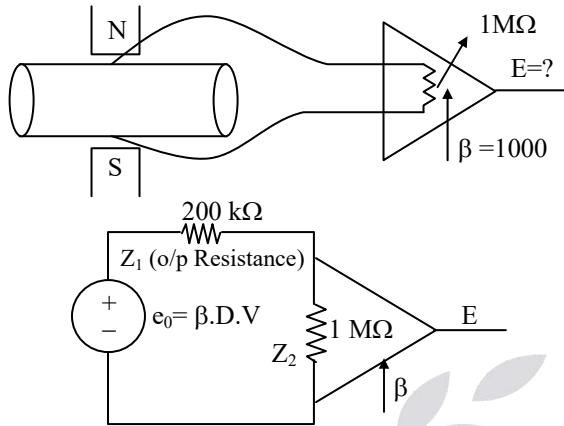 N
1MΩ
E=?
β =1000
S
200 kΩ
Z₁ (o/p Resistance)
+
−
e₀= β.D.V
1 MΩ
Z₂
E
β